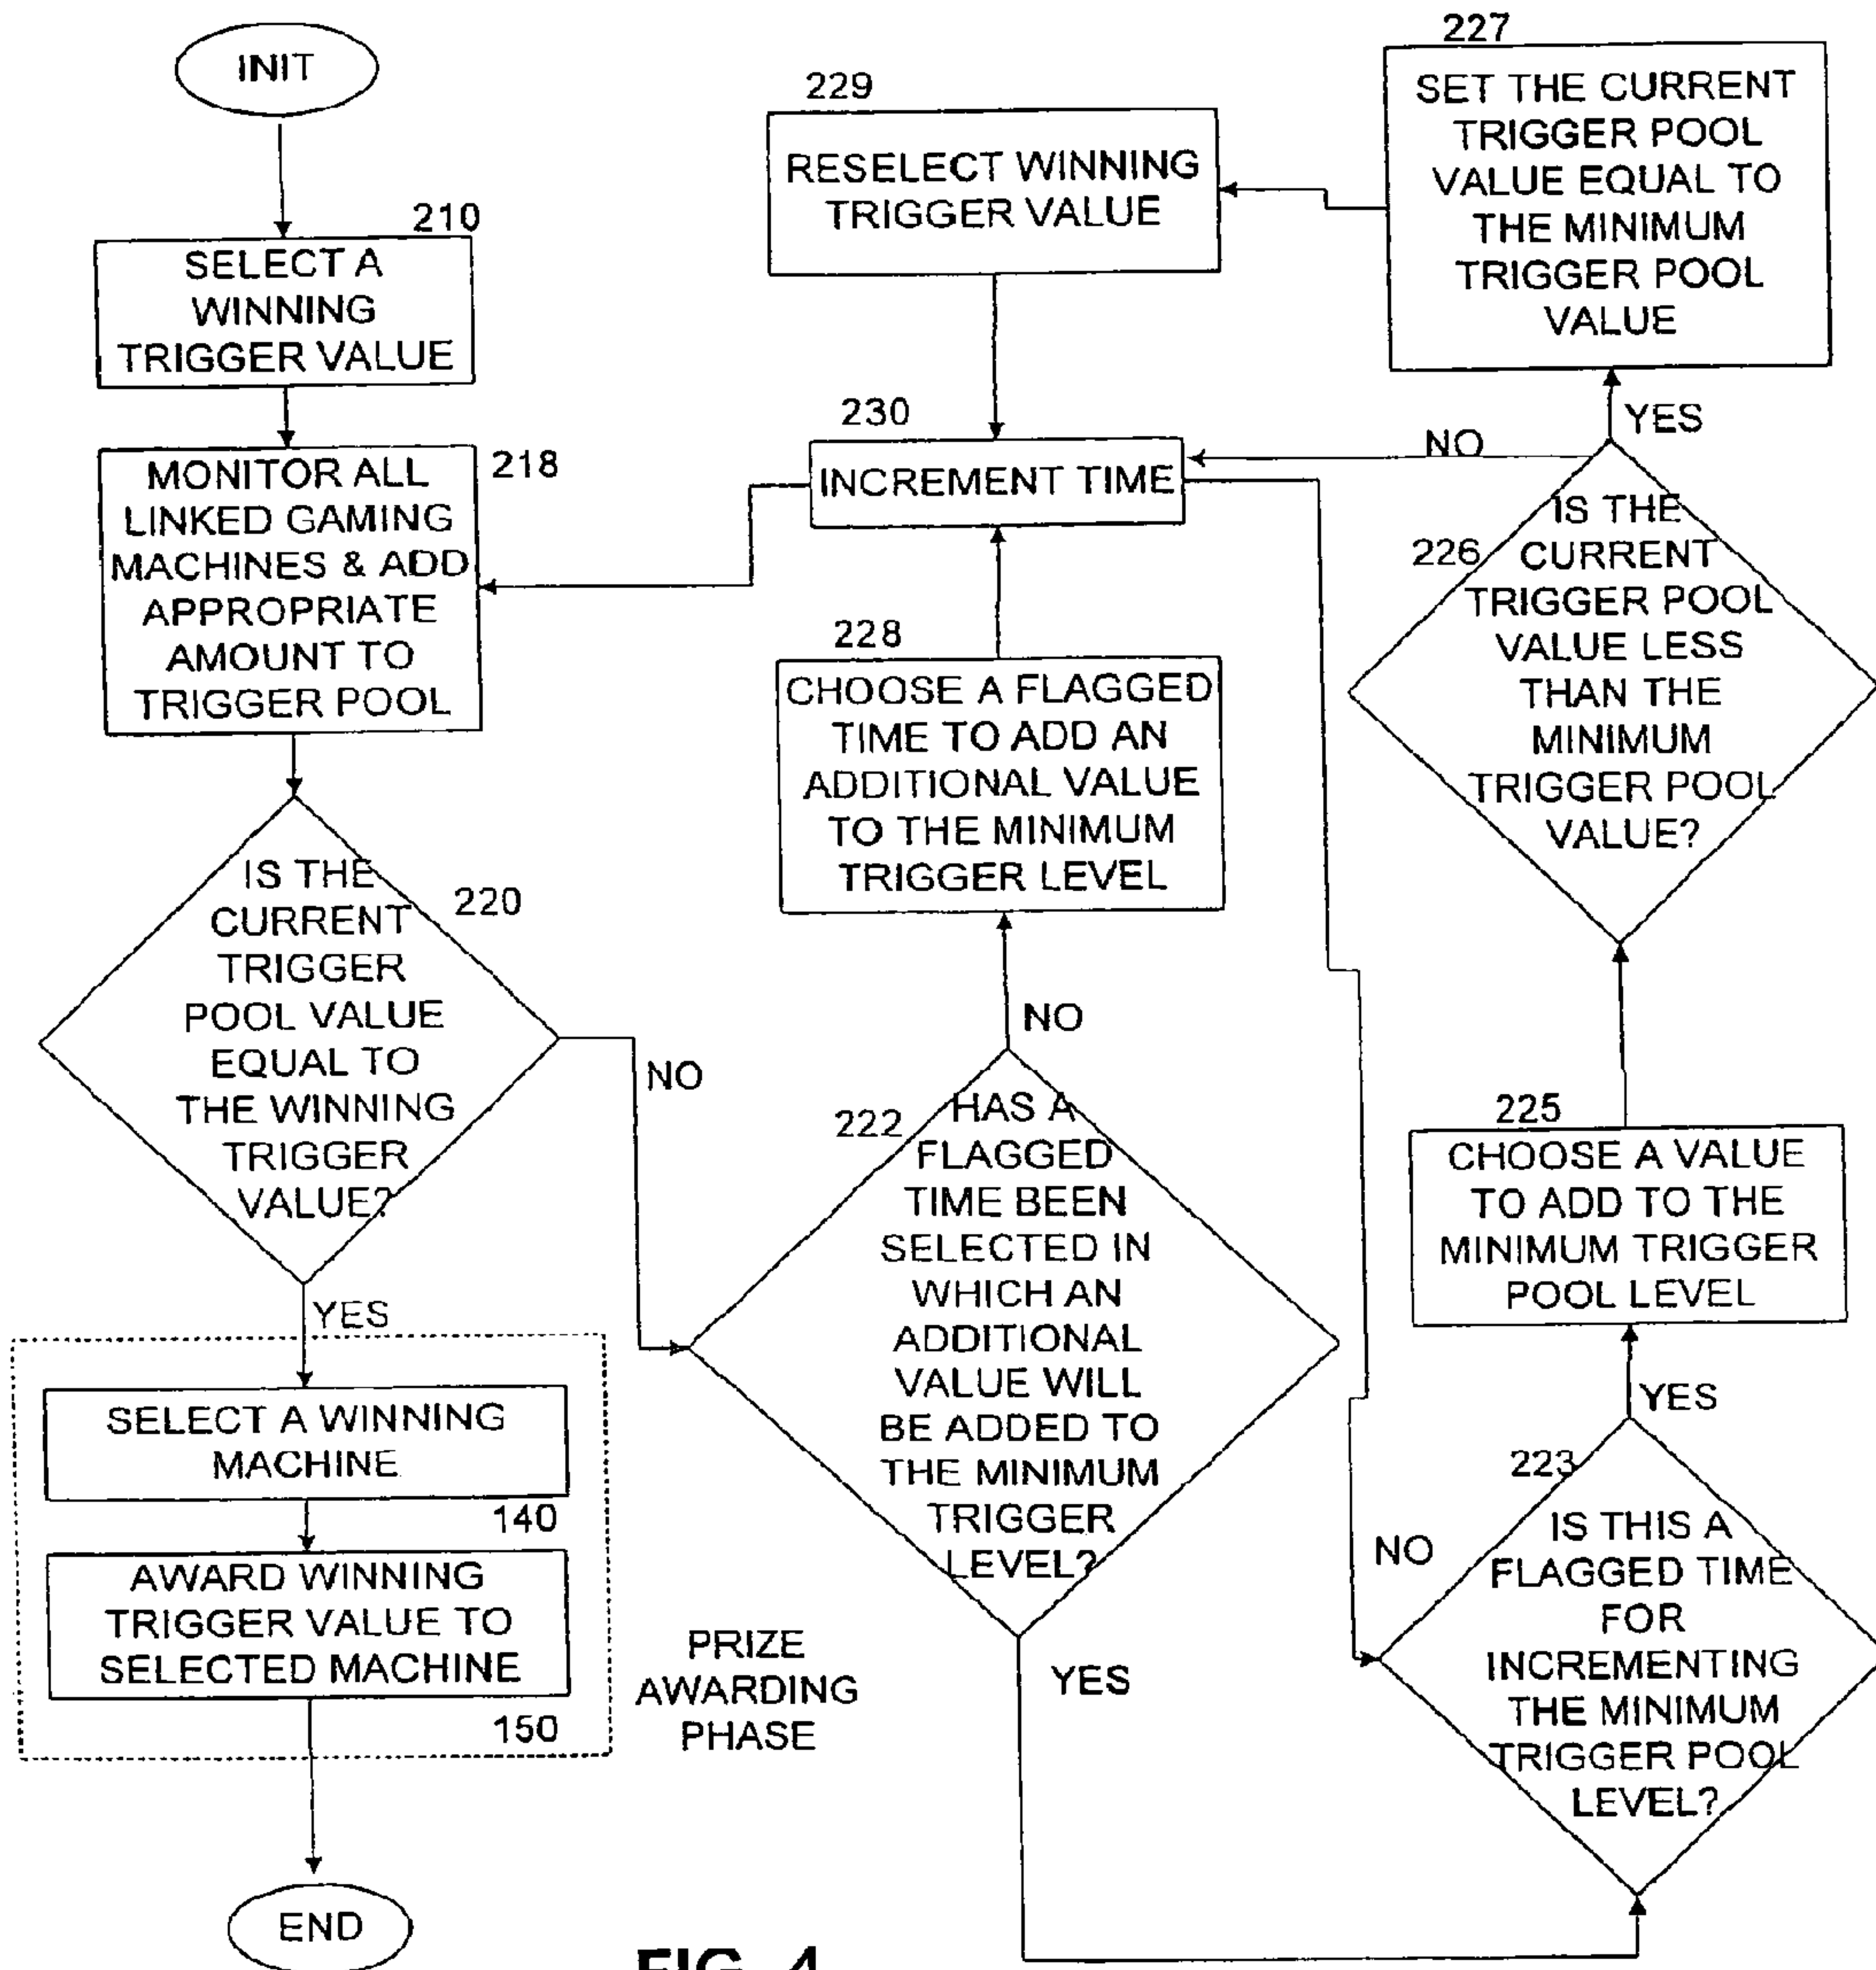 INIT
210
SELECT A
WINNING
TRIGGER VALUE
218
MONITOR ALL
LINKED GAMING
MACHINES & ADD
APPROPRIATE
AMOUNT TO
TRIGGER POOL
220
IS THE
CURRENT
TRIGGER
POOL VALUE
EQUAL TO
THE WINNING
TRIGGER
VALUE?
NO
YES
SELECT A WINNING
MACHINE
140
AWARD WINNING
TRIGGER VALUE TO
SELECTED MACHINE
150
PRIZE
AWARDING
PHASE
END
229
RESELECT WINNING
TRIGGER VALUE
230
INCREMENT TIME
228
CHOOSE A FLAGGED
TIME TO ADD AN
ADDITIONAL VALUE
TO THE MINIMUM
TRIGGER LEVEL
NO
222
HAS A
FLAGGED
TIME BEEN
SELECTED IN
WHICH AN
ADDITIONAL
VALUE WILL
BE ADDED TO
THE MINIMUM
TRIGGER
LEVEL?
YES
227
SET THE CURRENT
TRIGGER POOL
VALUE EQUAL TO
THE MINIMUM
TRIGGER POOL
VALUE
YES
NO
226
IS THE
CURRENT
TRIGGER POOL
VALUE LESS
THAN THE
MINIMUM
TRIGGER POOL
VALUE?
225
CHOOSE A VALUE
TO ADD TO THE
MINIMUM TRIGGER
POOL LEVEL
YES
223
NO
IS THIS A
FLAGGED TIME
FOR
INCREMENTING
THE MINIMUM
TRIGGER POOL
LEVEL?
FIG. 4